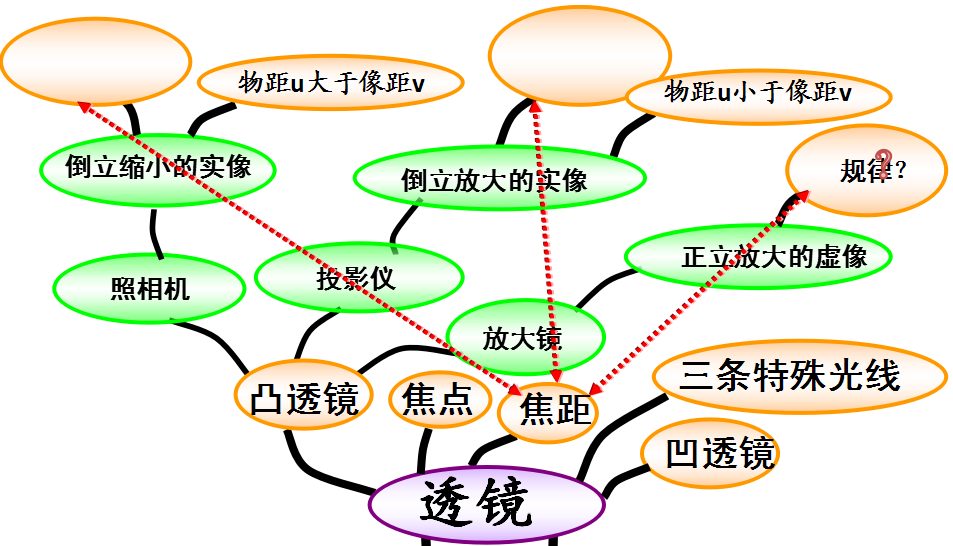 物距u大于像距v
物距u小于像距v
倒立缩小的实像
倒立放大的实像
规律？
?
正立放大的虚像
照相机
投影仪
放大镜
凸透镜
焦点
焦距
三条特殊光线
凹透镜
透镜